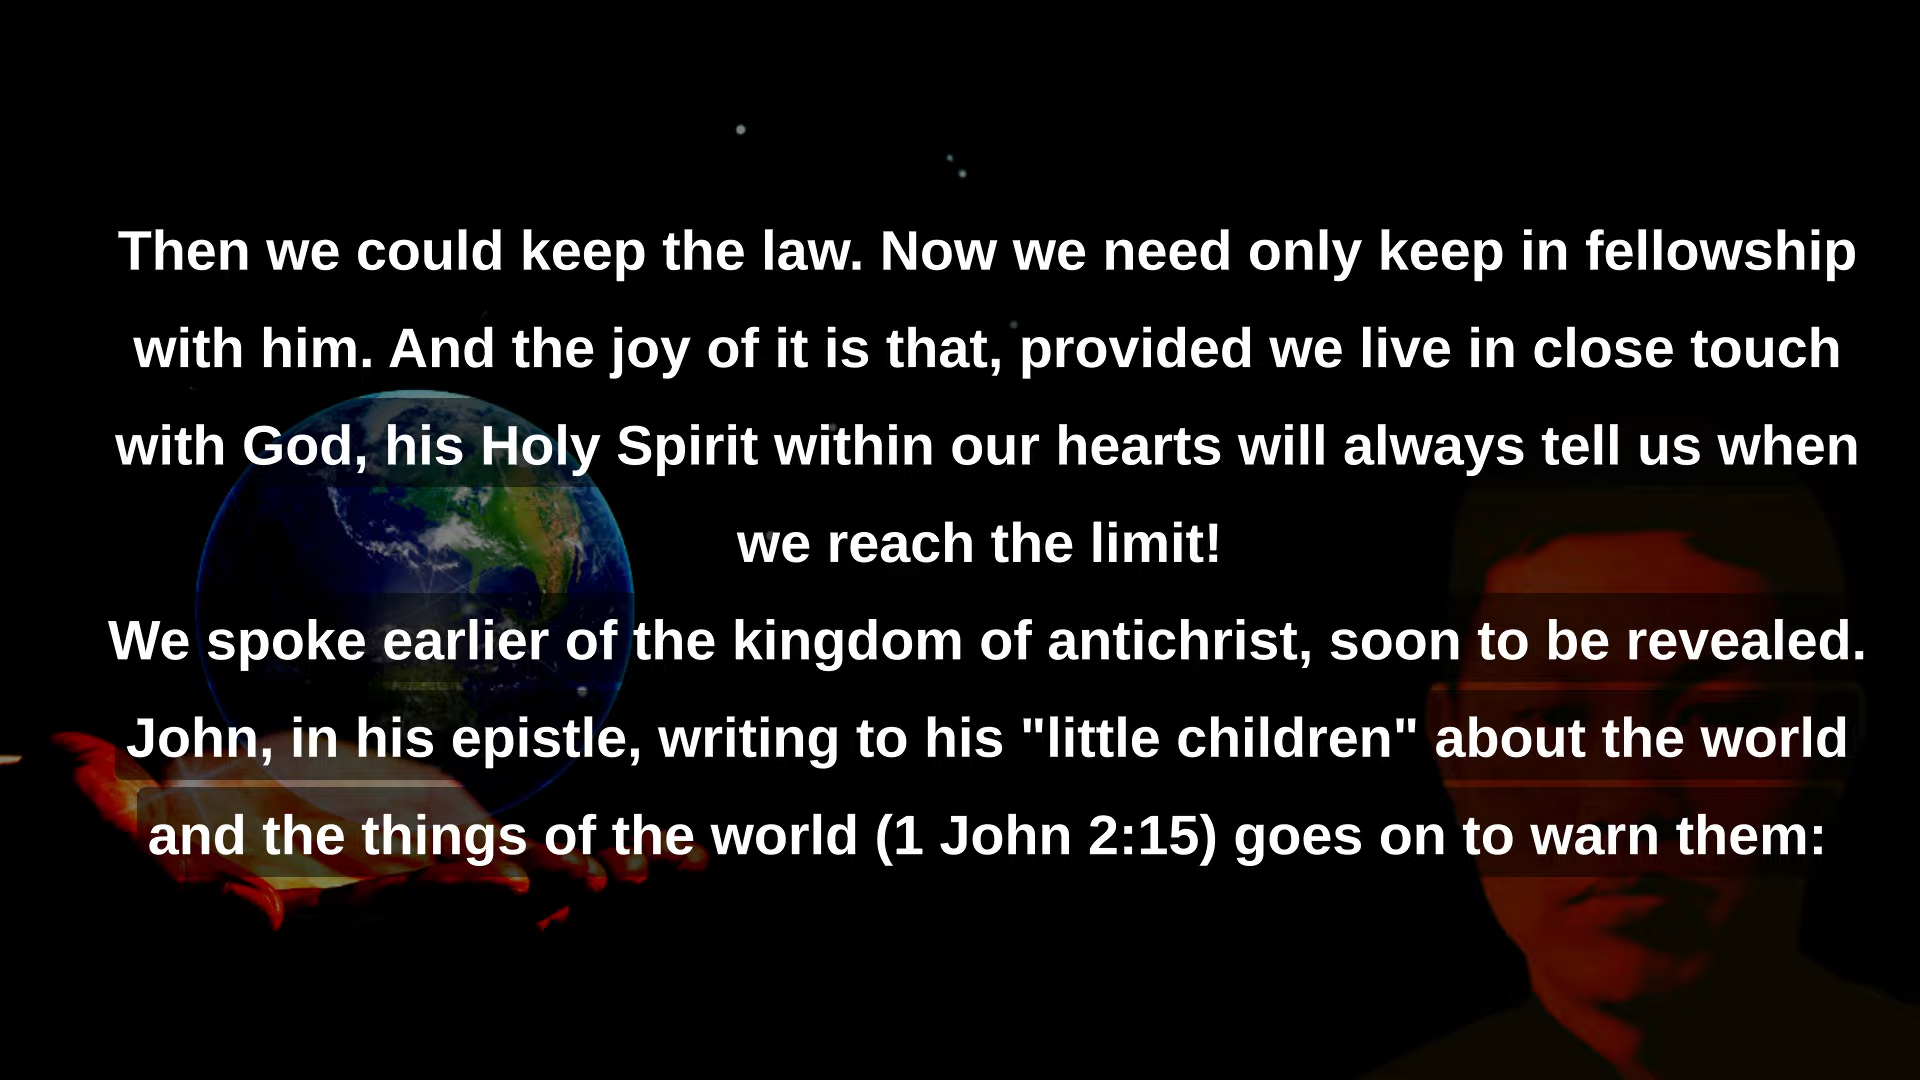 Then we could keep the law. Now we need only keep in fellowship
with him. And the joy of it is that, provided we live in close touch
with God, his Holy Spirit within our hearts will always tell us when
we reach the limit!
We spoke earlier of the kingdom of antichrist, soon to be revealed.
John, in his epistle, writing to his "little children" about the world
and the things of the world (1 John 2:15) goes on to warn them: